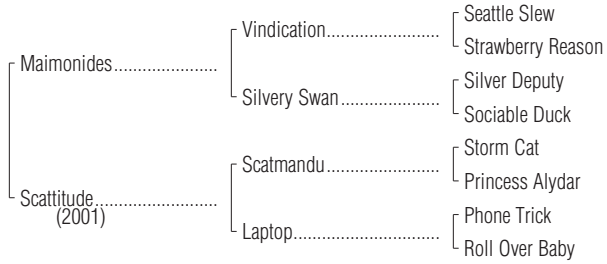 Seattle Slew
Vindication
Strawberry Reason
Maimonides
Silver Deputy
Silvery Swan
Sociable Duck
Storm Cat
Scatmandu
Princess Alydar
Scattitude
(2001)
Phone Trick
Laptop
Roll Over Baby